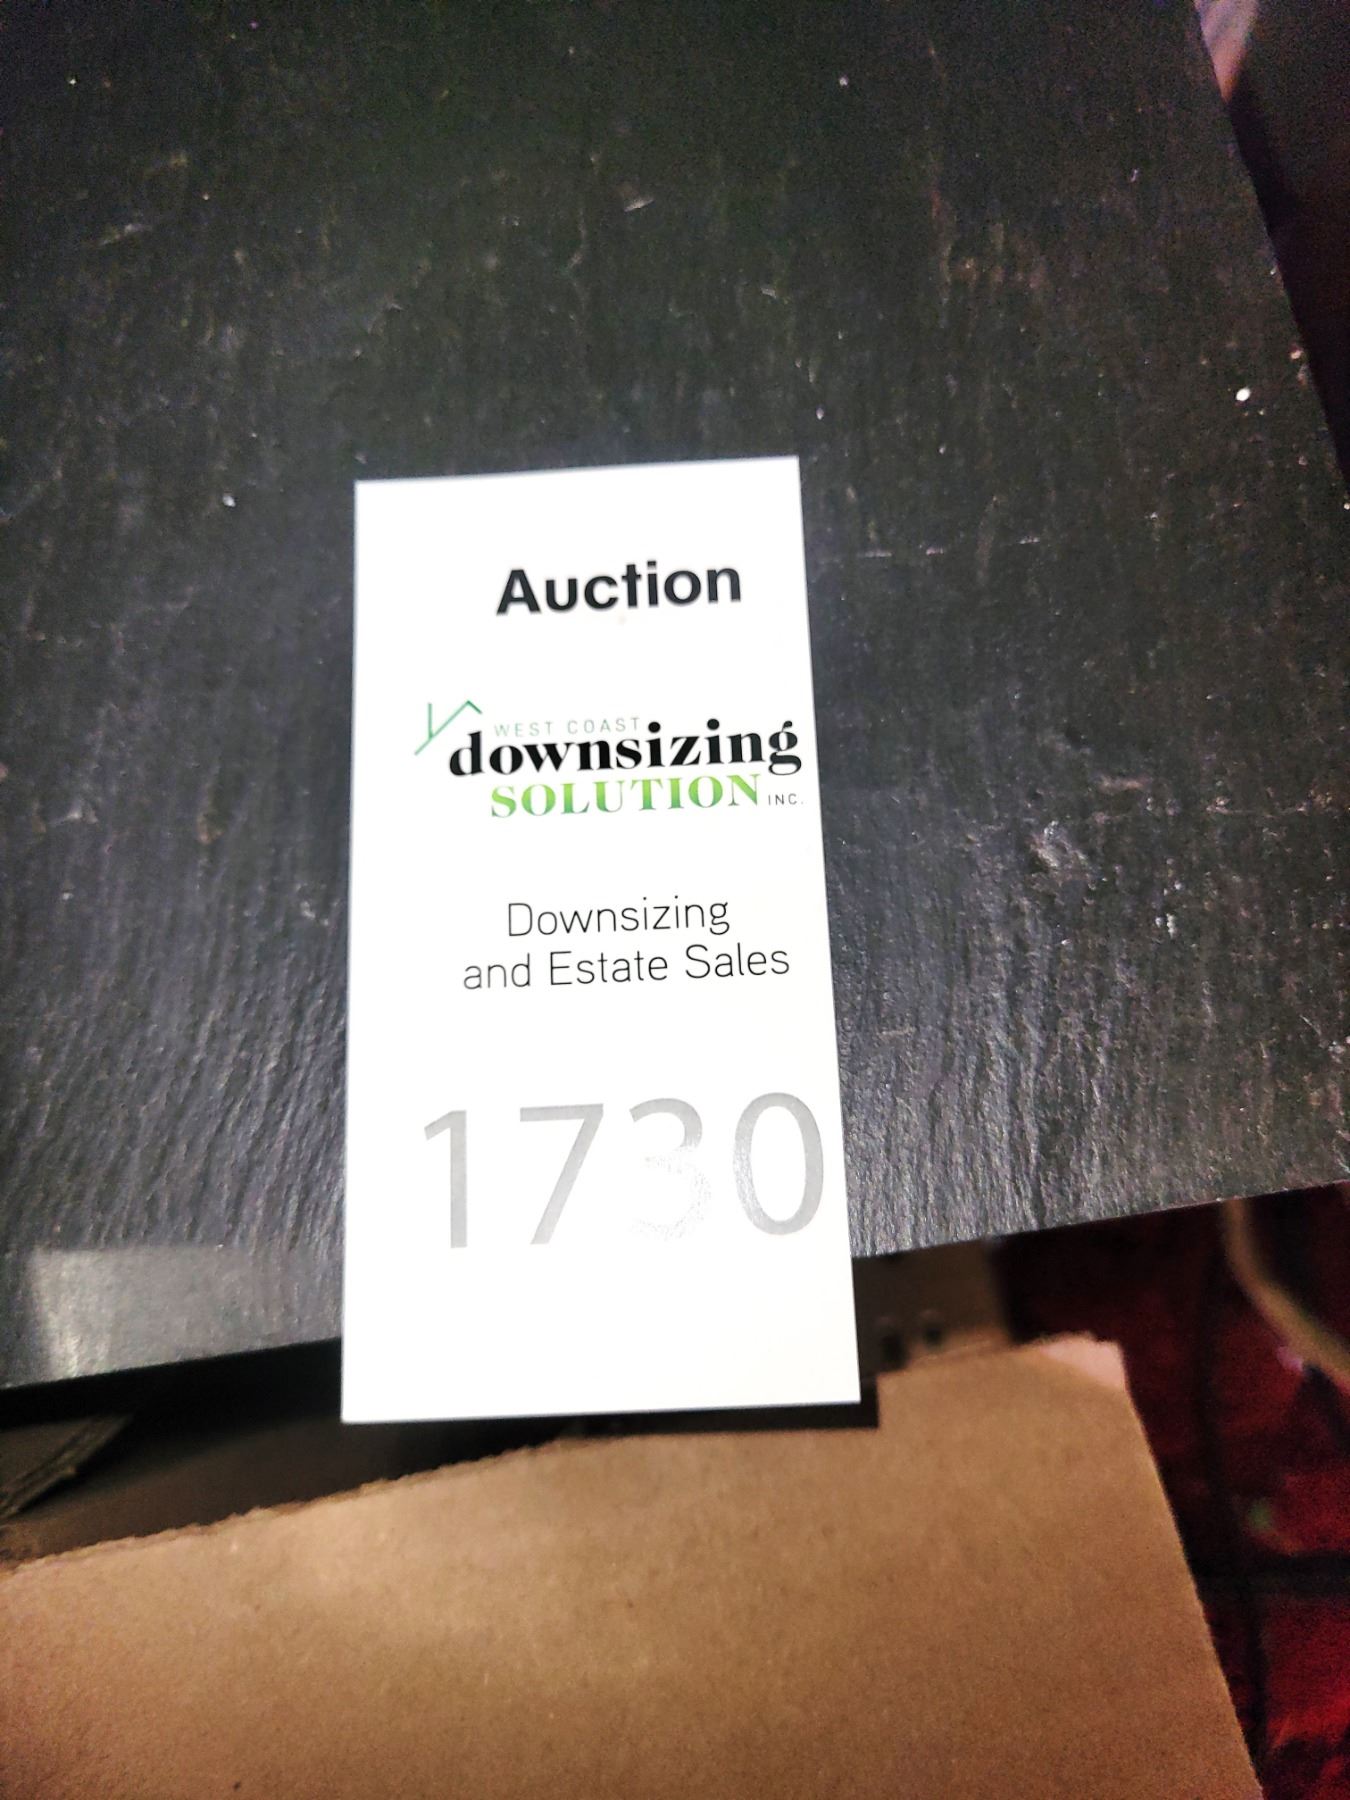 Auction
WEST COAST
downsizing
SOLUTION INC.
Downsizing
and Estate Sales
1730